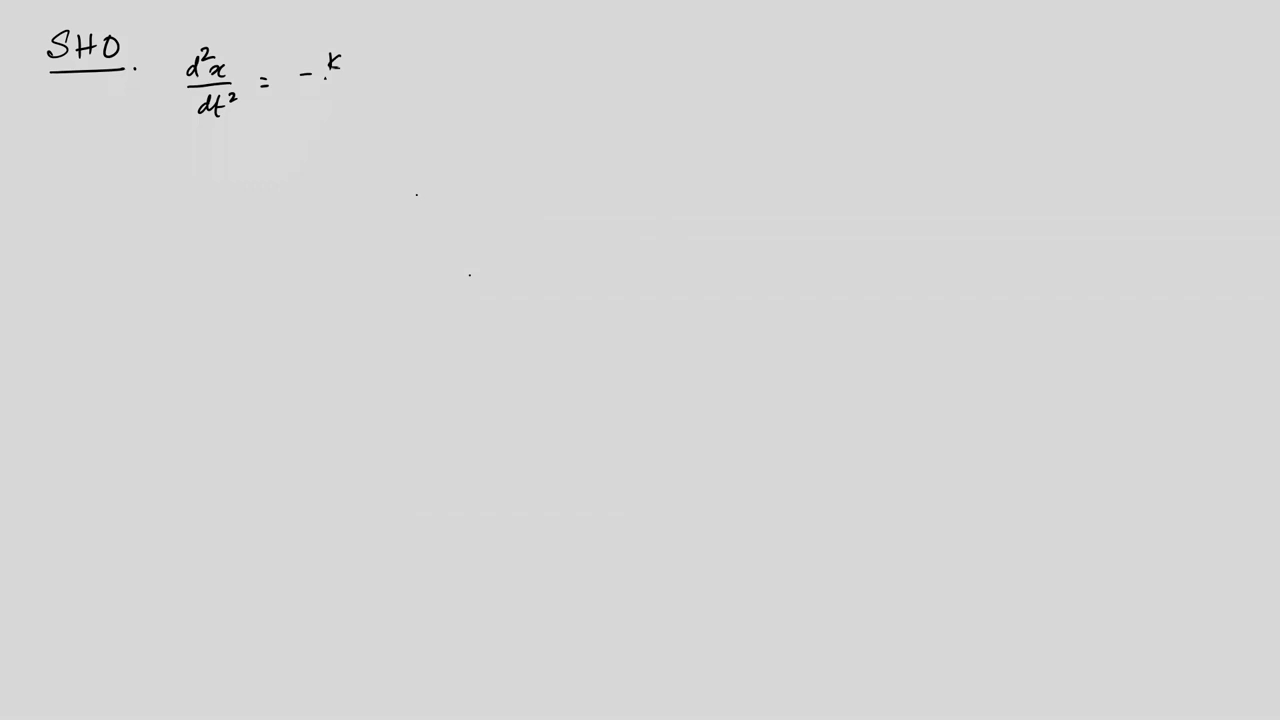 SHO.
d²x/dt² = - k